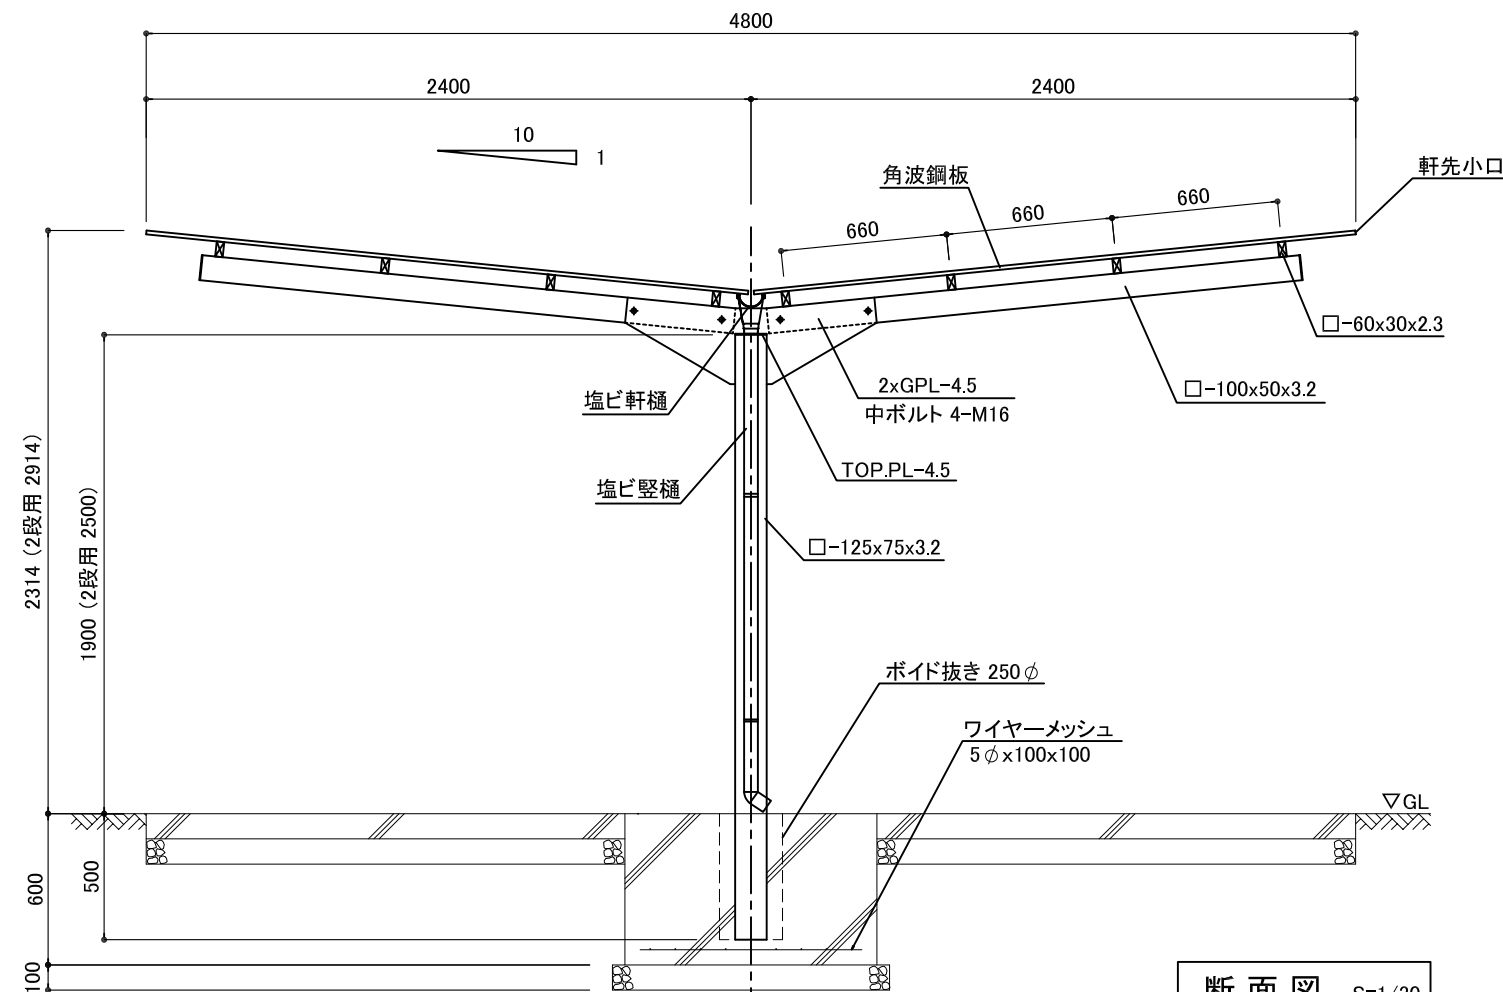 4800
2400
2400
10
1
角波鋼板
軒先小口
660
660
660
□-60x30x2.3
□-100x50x3.2
2xGPL-4.5
中ボルト 4-M16
塩ビ軒樋
TOP.PL-4.5
塩ビ竪樋
□-125x75x3.2
2314 (2段用 2914)
1900 (2段用 2500)
ボイド抜き 250φ
ワイヤーメッシュ
5φx100x100
▽GL
600
500
100
断面図 S=1/30